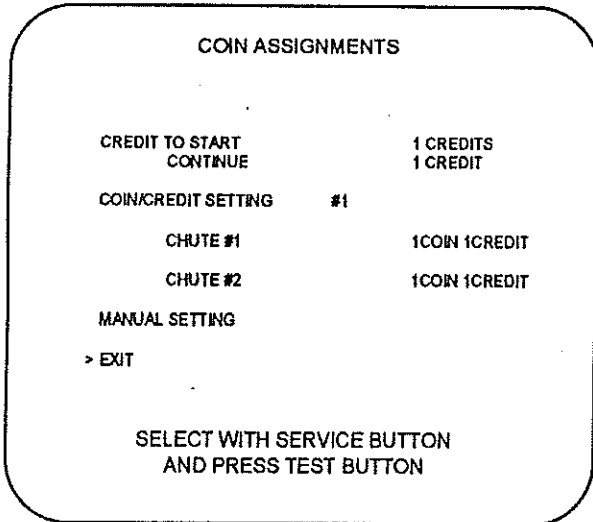 COIN ASSIGNMENTS
CREDIT TO START 1 CREDITS
CONTINUE 1 CREDIT
COIN/CREDIT SETTING #1
CHUTE #1 1COIN 1CREDIT
CHUTE #2 1COIN 1CREDIT
MANUAL SETTING
> EXIT
SELECT WITH SERVICE BUTTON
AND PRESS TEST BUTTON